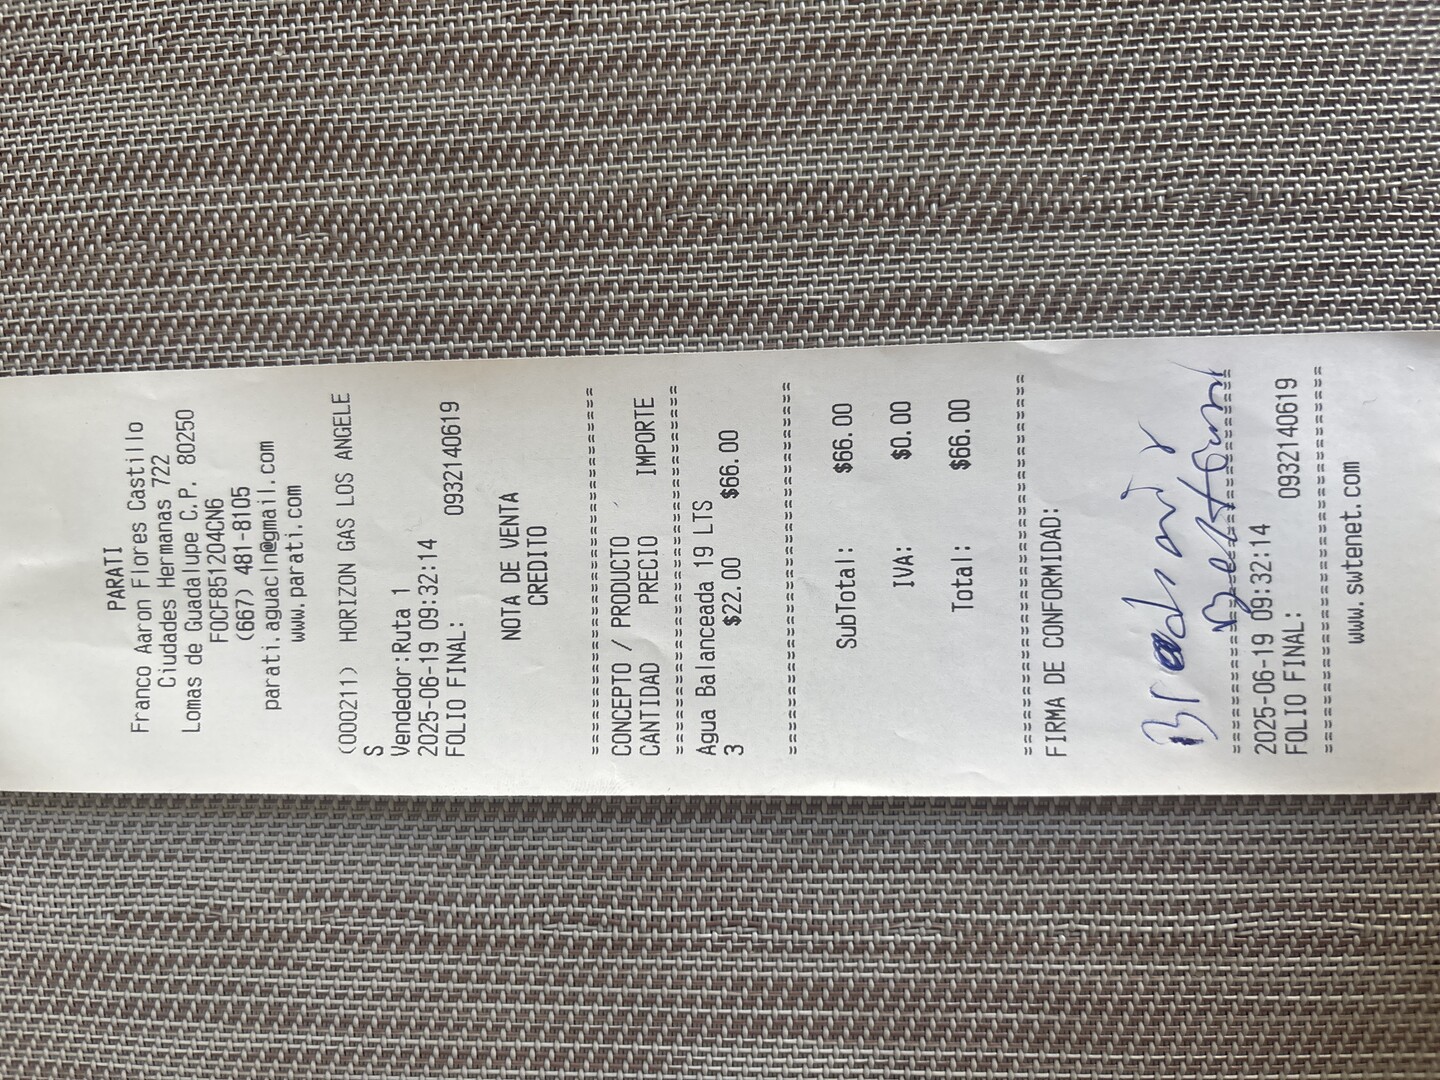 PARATI
Franco Aaron Flores Castillo
Ciudades Hermanas 722
Lomas de Guadalupe C.P. 80250
FOCF851204CN6
(667) 481-8105
parati.aguacln@gmail.com
www.parati.com
(000211) HORIZON GAS LOS ANGELE
S
Vendedor:Ruta 1
2025-06-19 09:32:14
FOLIO FINAL: 0932140619
NOTA DE VENTA
CREDITO
==============================
CONCEPTO / PRODUCTO
CANTIDAD PRECIO IMPORTE
==============================
Agua Balanceada 19 LTS
3 $22.00 $66.00
==============================
SubTotal: $66.00
IVA: $0.00
Total: $66.00
==============================
FIRMA DE CONFORMIDAD:
==============================
2025-06-19 09:32:14
FOLIO FINAL: 0932140619
==============================
www.swtenet.com